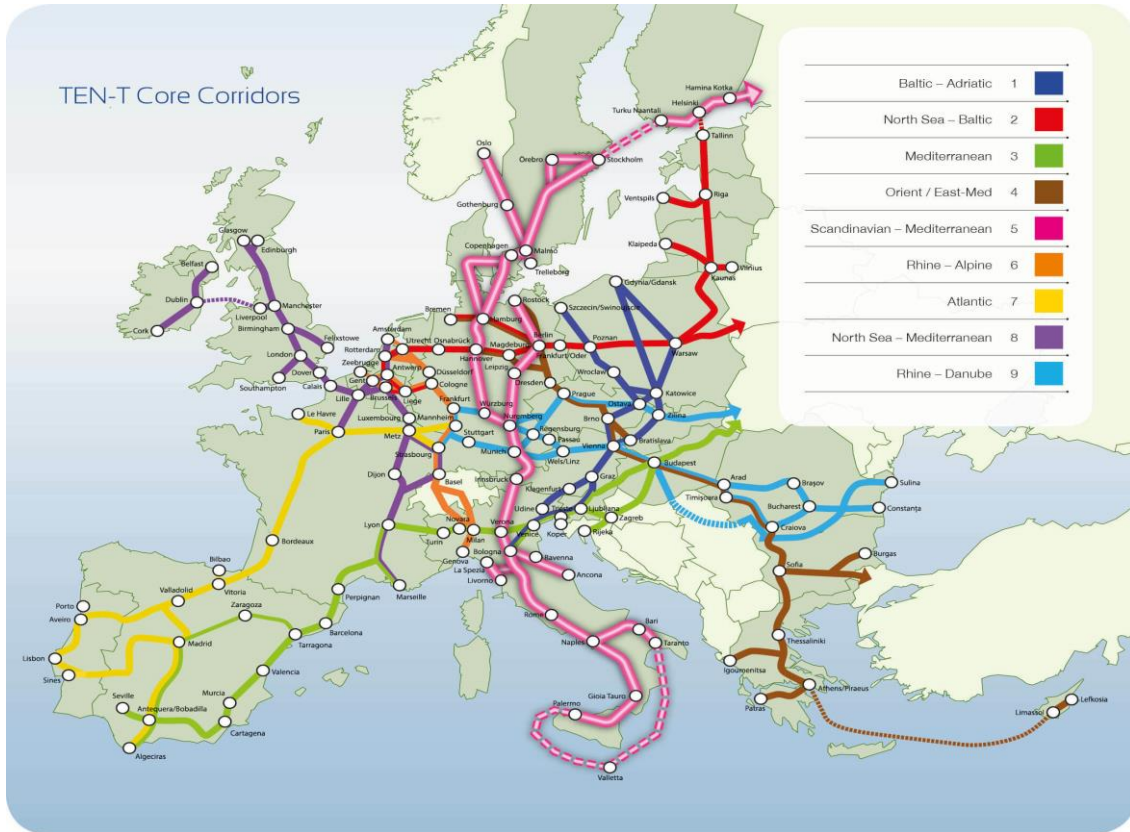 TEN-T Core Corridors
Baltic – Adriatic 1
North Sea – Baltic 2
Mediterranean 3
Orient / East-Med 4
Scandinavian – Mediterranean 5
Rhine – Alpine 6
Atlantic 7
North Sea – Mediterranean 8
Rhine – Danube 9
Hamina Kotka
Helsinki
Turku Naantali
Tallinn
Oslo
Örebro
Stockholm
Ventspils
Riga
Gothenburg
Klaipeda
Glasgow
Edinburgh
Copenhagen
Malmö
Trelleborg
Vilnius
Kaunas
Belfast
Gdynia/Gdansk
Dublin
Liverpool
Manchester
Rostock
Szczecin/Swinoujscie
Bremen
Hamburg
Cork
Birmingham
Felixstowe
Amsterdam
Utrecht
Osnabrück
Berlin
Poznan
Rotterdam
Magdeburg
Frankfurt/Oder
Warsaw
London
Zeebrugge
Hannover
Leipzig
Southampton
Dover
Calais
Gent
Antwerp
Düsseldorf
Wroclaw
Dresden
Lille
Brussels
Cologne
Liege
Katowice
Prague
Ostava
Le Havre
Frankfurt
Würzburg
Luxembourg
Mannheim
Nuremberg
Brno
Zilina
Paris
Metz
Stuttgart
Regensburg
Passau
Bratislava
Strasbourg
Munich
Wels/Linz
Vienna
Budapest
Dijon
Basel
Innsbruck
Klagenfurt
Graz
Arad
Brașov
Sulina
Timișoara
Udine
Trieste
Ljubljana
Zagreb
Bucharest
Constanța
Lyon
Novara
Turin
Milan
Verona
Venice
Koper
Rijeka
Craiova
Genova
Bologna
Ravenna
La Spezia
Livorno
Ancona
Bordeaux
Bilbao
Vitoria
Valladolid
Marseille
Perpignan
Sofia
Burgas
Porto
Aveiro
Zaragoza
Barcelona
Tarragona
Rome
Bari
Madrid
Naples
Taranto
Thessaloniki
Lisbon
Sines
Valencia
Igoumenitsa
Seville
Antequera/Bobadilla
Murcia
Cartagena
Gioia Tauro
Palermo
Athens/Piraeus
Patras
Lefkosia
Limassol
Algeciras
Valletta